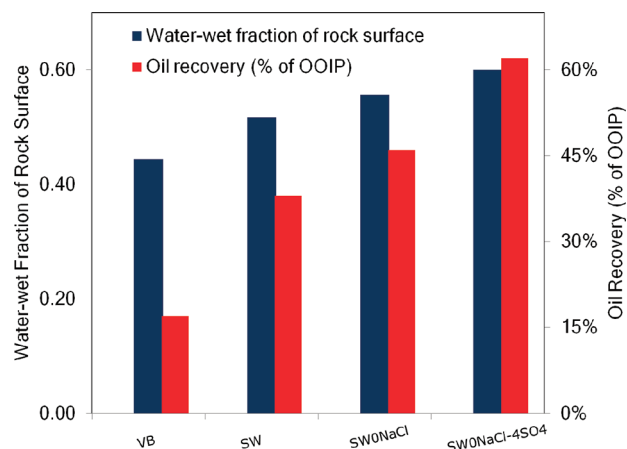 Water-wet fraction of rock surface
Oil recovery (% of OOIP)
Water-wet Fraction of Rock Surface
0.60
0.40
0.20
0.00
60%
45%
30%
15%
0%
Oil Recovery (% of OOIP)
VB
SW
SW0NaCl
SW0NaCl-4SO4